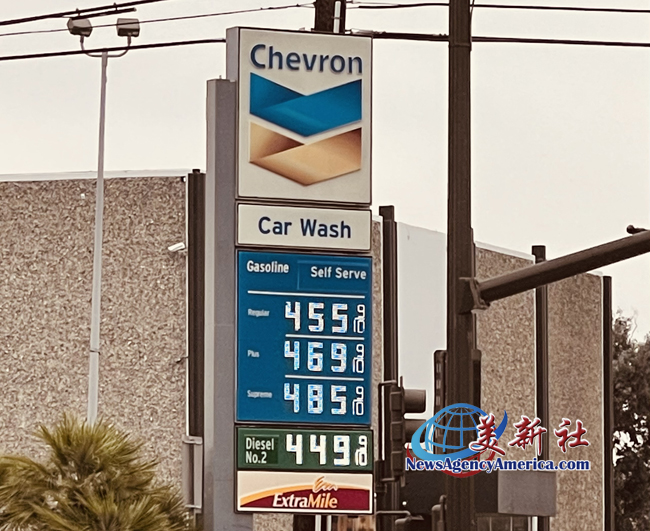 Chevron
Car Wash
Gasoline Self Serve
Regular 455 9/10
Plus 469 9/10
Supreme 485 9/10
Diesel No.2 449 9/10
ExtraMile
美新社
NewsAgencyAmerica.com